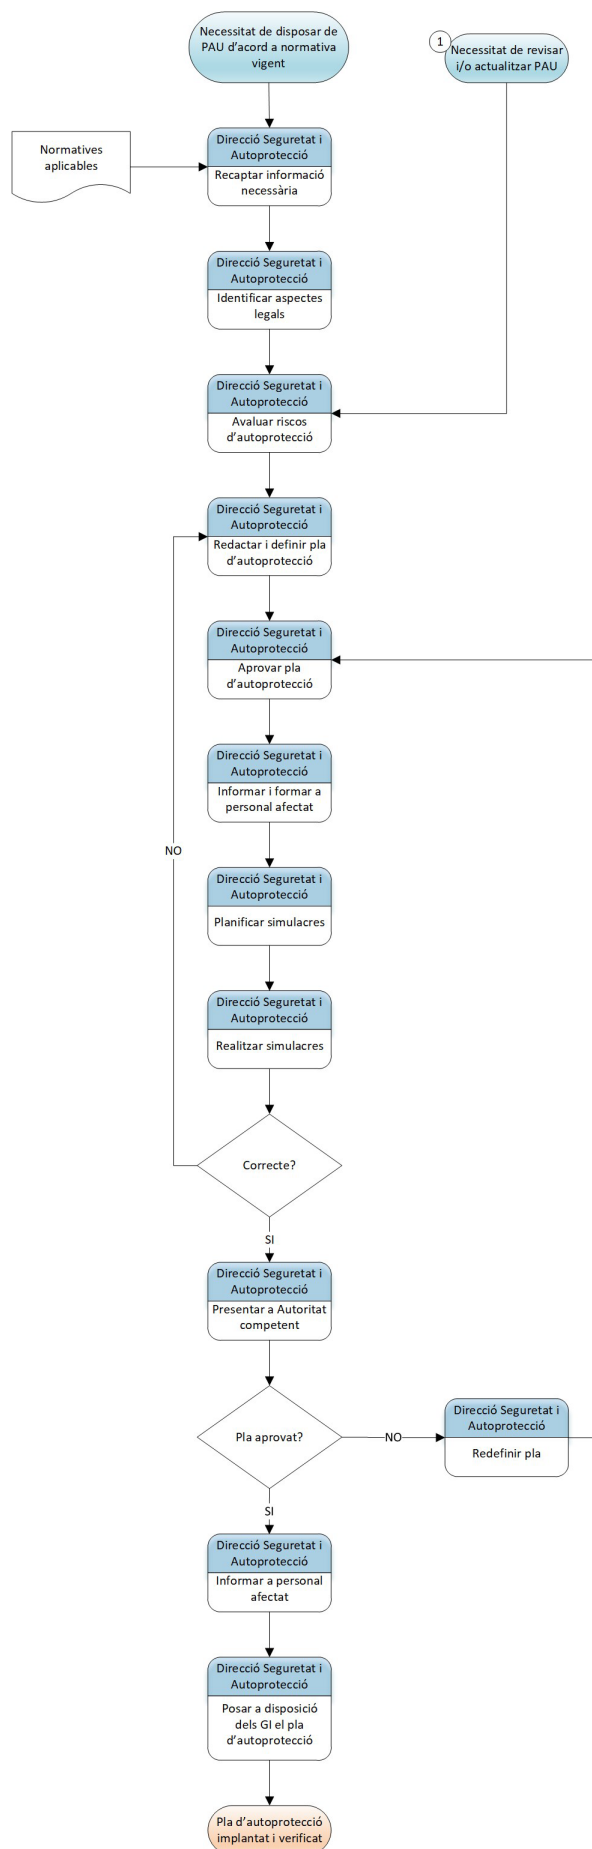 Necessitat de disposar de
PAU d'acord a normativa
vigent
1
Necessitat de revisar
i/o actualitzar PAU
Normatives
aplicables
Direcció Seguretat i
Autoprotecció
Recaptar informació
necessària
Direcció Seguretat i
Autoprotecció
Identificar aspectes
legals
Direcció Seguretat i
Autoprotecció
Avaluar riscos
d'autoprotecció
Direcció Seguretat i
Autoprotecció
Redactar i definir pla
d'autoprotecció
Direcció Seguretat i
Autoprotecció
Aprovar pla
d'autoprotecció
Direcció Seguretat i
Autoprotecció
Informar i formar a
personal afectat
NO
Direcció Seguretat i
Autoprotecció
Planificar simulacres
Direcció Seguretat i
Autoprotecció
Realitzar simulacres
Correcte?
SI
Direcció Seguretat i
Autoprotecció
Presentar a Autoritat
competent
Pla aprovat?
NO
Direcció Seguretat i
Autoprotecció
Redefinir pla
SI
Direcció Seguretat i
Autoprotecció
Informar a personal
afectat
Direcció Seguretat i
Autoprotecció
Posar a disposició
dels GI el pla
d'autoprotecció
Pla d'autoprotecció
implantat i verificat